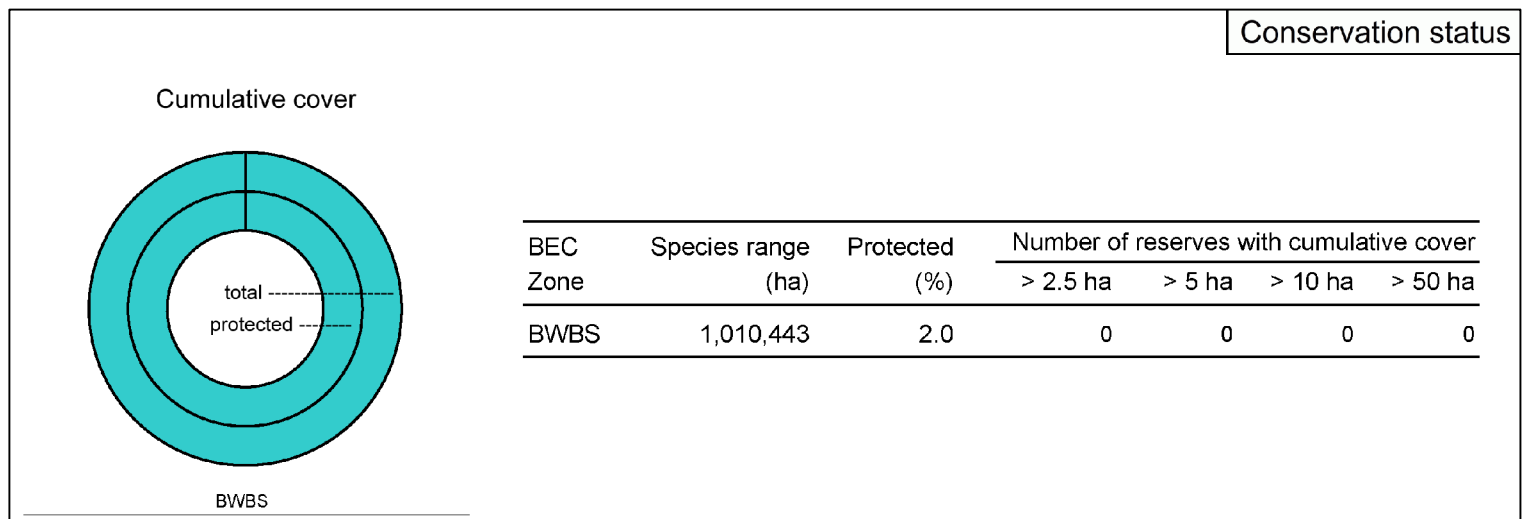 Conservation status
Cumulative cover
total
protected
BWBS
BEC Species range Protected Number of reserves with cumulative cover
Zone (ha) (%) > 2.5 ha > 5 ha > 10 ha > 50 ha
BWBS 1,010,443 2.0 0 0 0 0